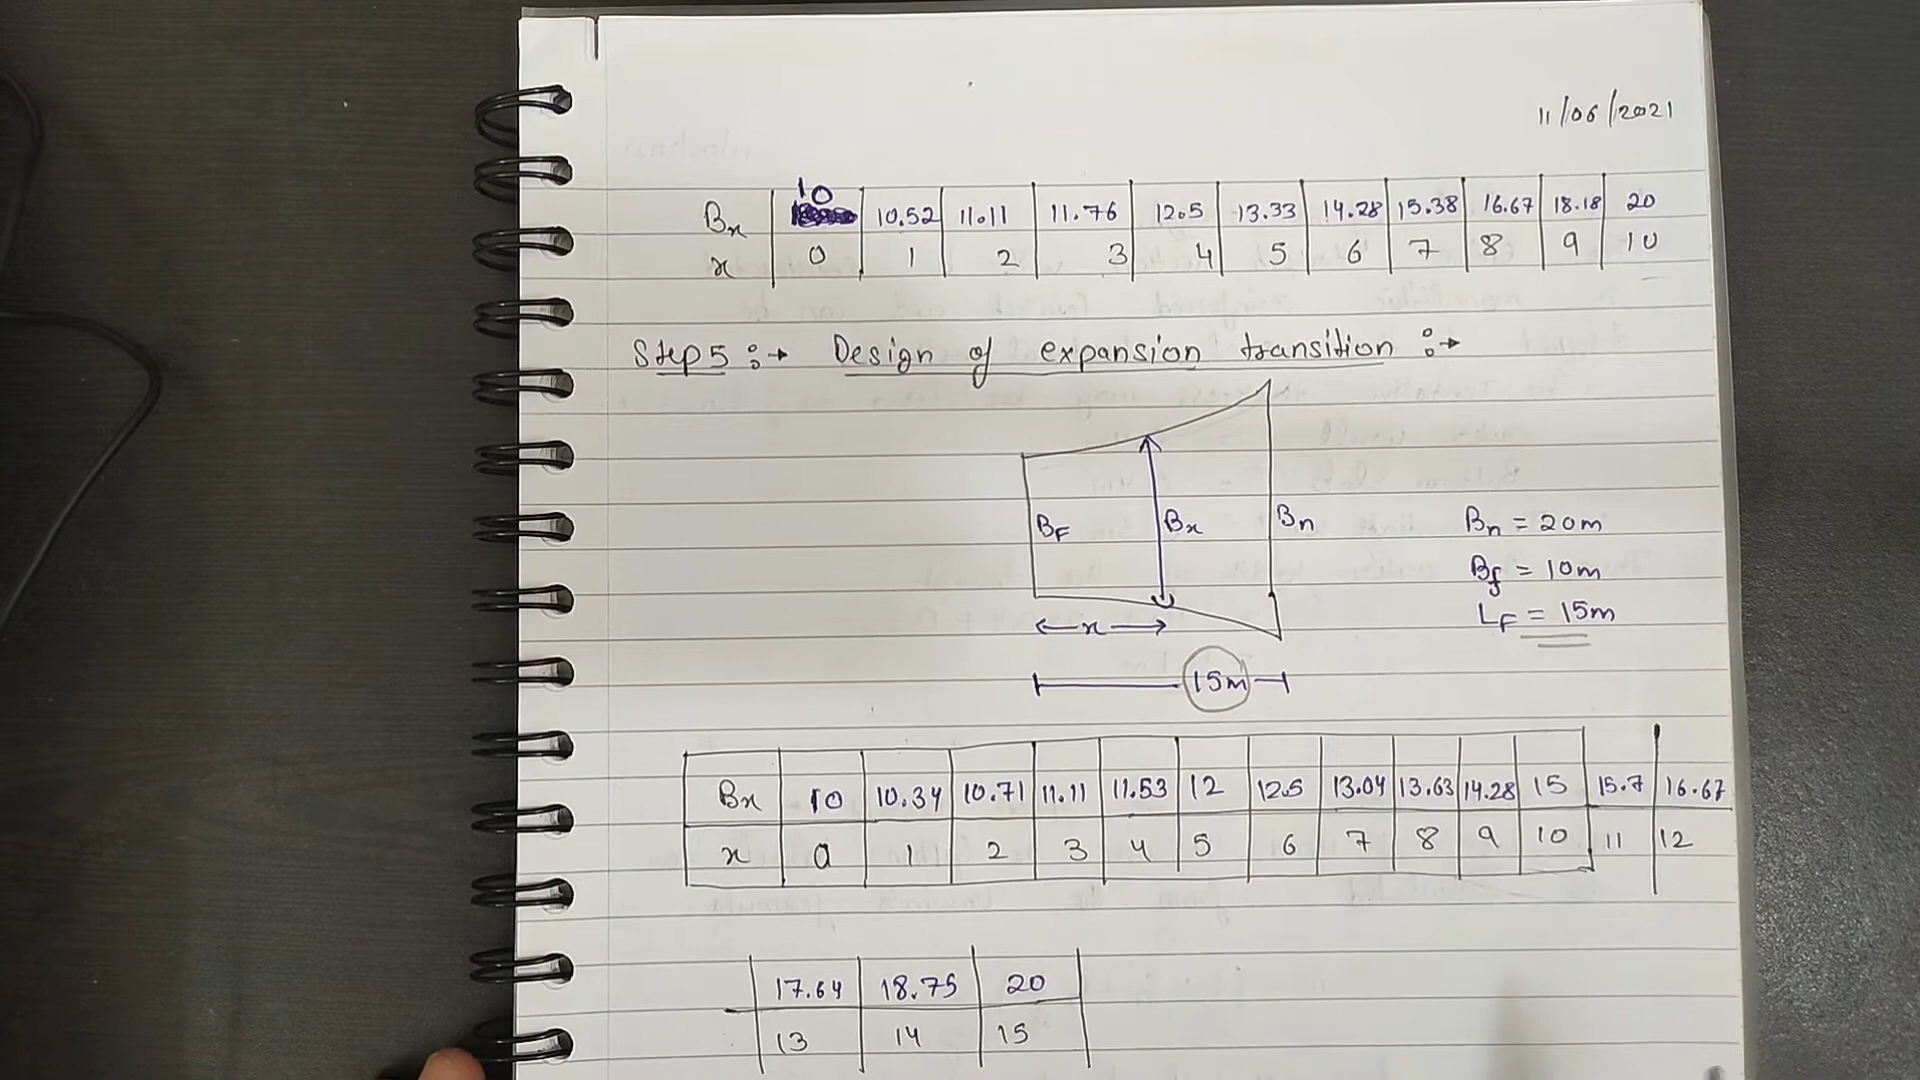 11/06/2021
Bx 10 10.52 11.11 11.76 12.5 13.33 14.28 15.38 16.67 18.18 20
x 0 1 2 3 4 5 6 7 8 9 10
Step 5 :→ Design of expansion transition :→
BF Bx Bn
Bn = 20m
Bf = 10m
LF = 15m
x
15m
Bx 10 10.34 10.71 11.11 11.53 12 12.5 13.04 13.63 14.28 15 15.7 16.67
x 0 1 2 3 4 5 6 7 8 9 10 11 12
17.64 18.75 20
13 14 15